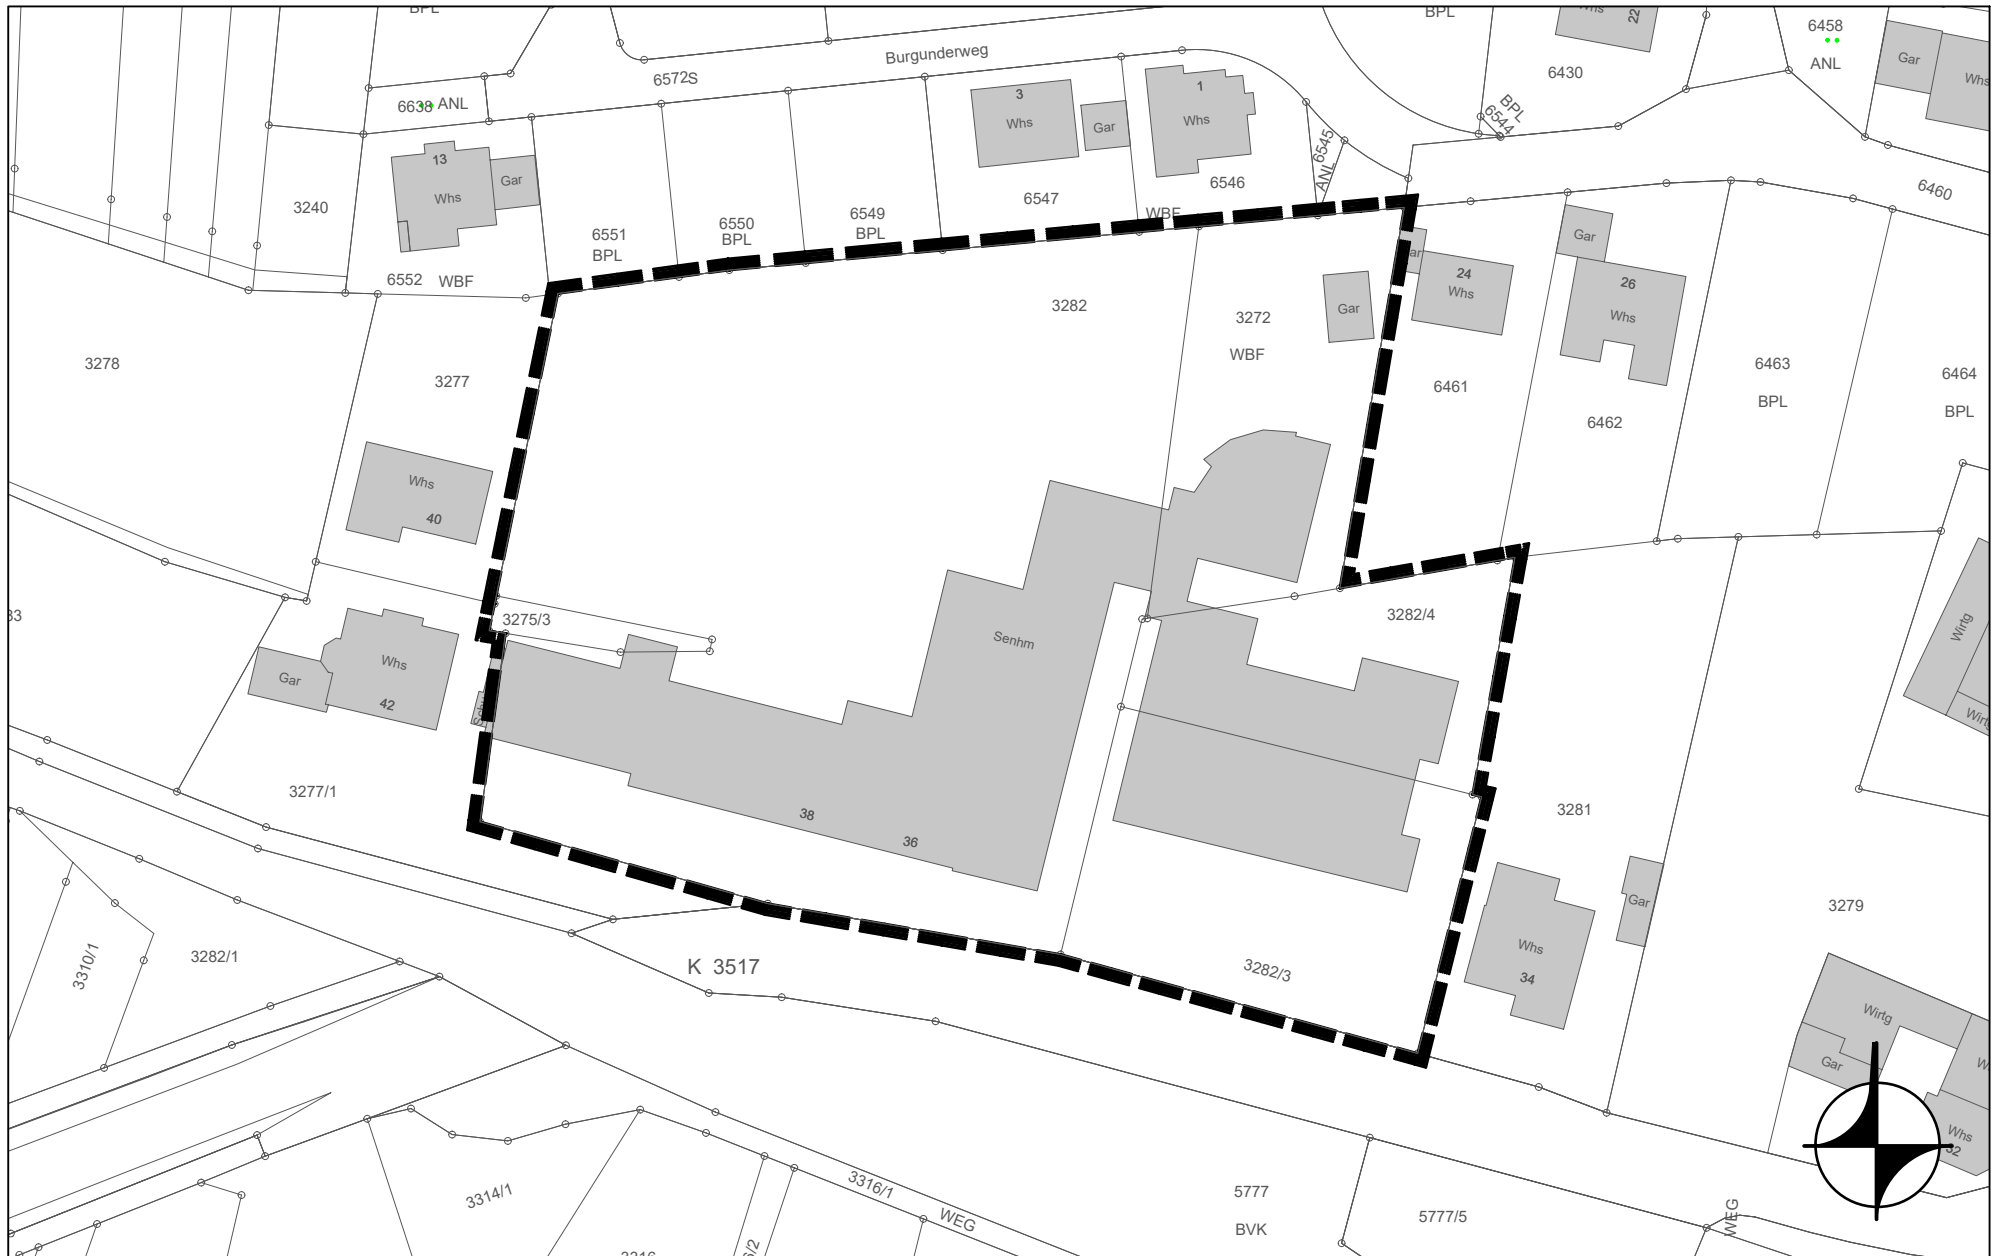 BPL
BPL
22
6458
ANL
Gar
Whs
Burgunderweg
6572S
6430
6638 ANL
3
Whs
Gar
1
Whs
BPL
6544
6545
ANL
13
Whs
Gar
3240
6551
BPL
6550
BPL
6549
BPL
6547
6546
WBF
6460
6552 WBF
Gar
24
Whs
26
Whs
3278
3277
3282
3272
WBF
Gar
6461
6462
6463
BPL
6464
BPL
Whs
40
3275/3
Senhm
3282/4
Wirtg
Whs
42
Gar
3277/1
38
36
3281
Gar
Whs
34
3279
3310/1
3282/1
K 3517
3282/3
Wirtg
Gar
Whs
32
3314/1
3316/1
WEG
5777
BVK
5777/5
WEG